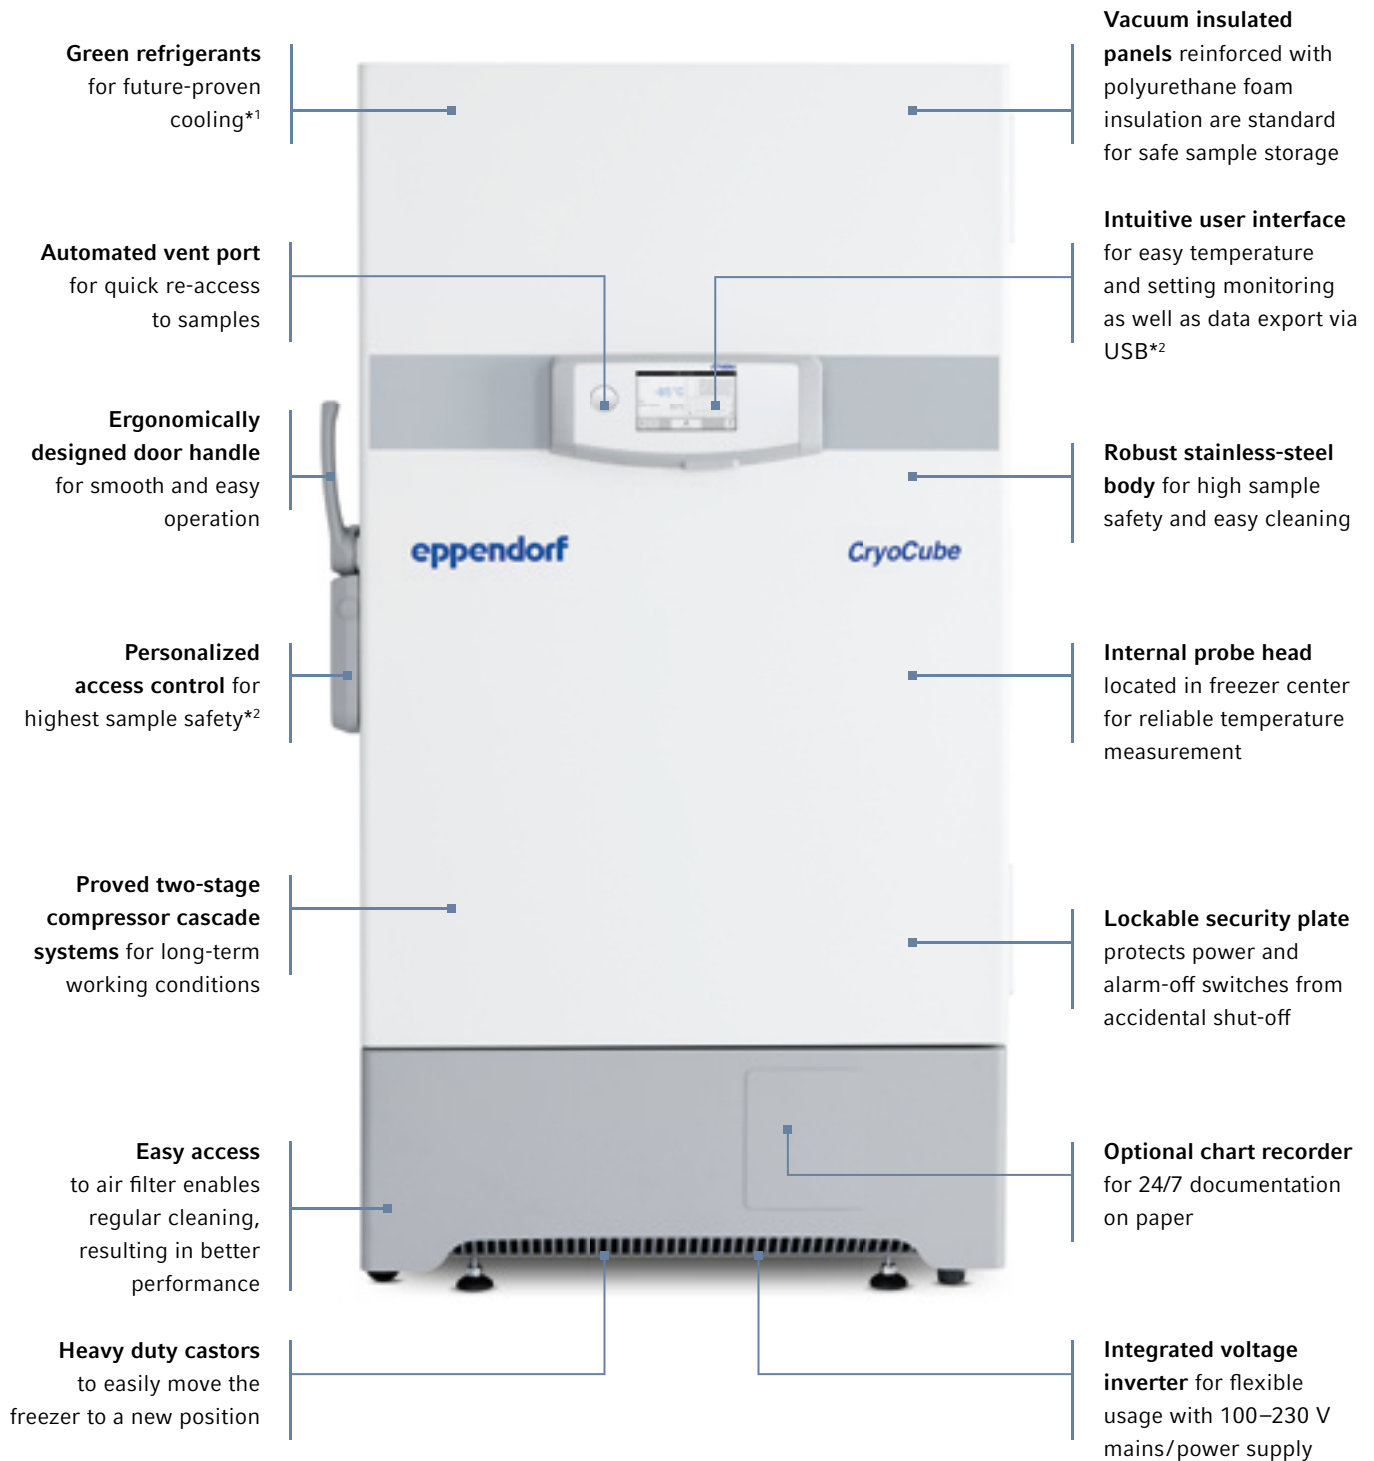 Green refrigerants
for future-proven
cooling*1
Automated vent port
for quick re-access
to samples
Ergonomically
designed door handle
for smooth and easy
operation
Personalized
access control for
highest sample safety*2
Proved two-stage
compressor cascade
systems for long-term
working conditions
Easy access
to air filter enables
regular cleaning,
resulting in better
performance
Heavy duty castors
to easily move the
freezer to a new position
eppendorf
CryoCube
Vacuum insulated
panels reinforced with
polyurethane foam
insulation are standard
for safe sample storage
Intuitive user interface
for easy temperature
and setting monitoring
as well as data export via
USB*2
Robust stainless-steel
body for high sample
safety and easy cleaning
Internal probe head
located in freezer center
for reliable temperature
measurement
Lockable security plate
protects power and
alarm-off switches from
accidental shut-off
Optional chart recorder
for 24/7 documentation
on paper
Integrated voltage
inverter for flexible
usage with 100–230 V
mains/power supply